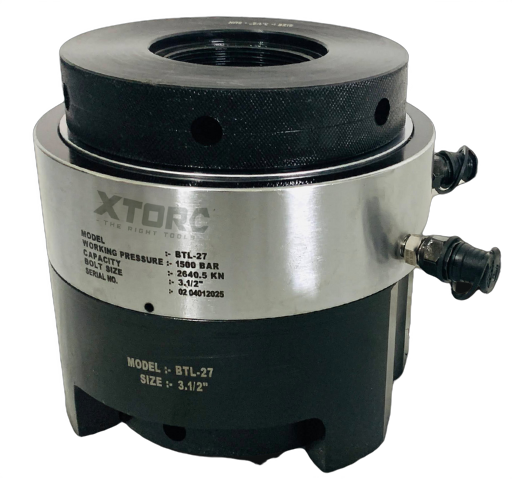 XTORC
THE RIGHT TOOLS
MODEL :- BTL-27
WORKING PRESSURE :- 1500 BAR
CAPACITY :- 2640.5 KN
BOLT SIZE :- 3.1/2"
SERIAL NO. :- 02 04012025
MODEL :- BTL-27
SIZE :- 3.1/2"